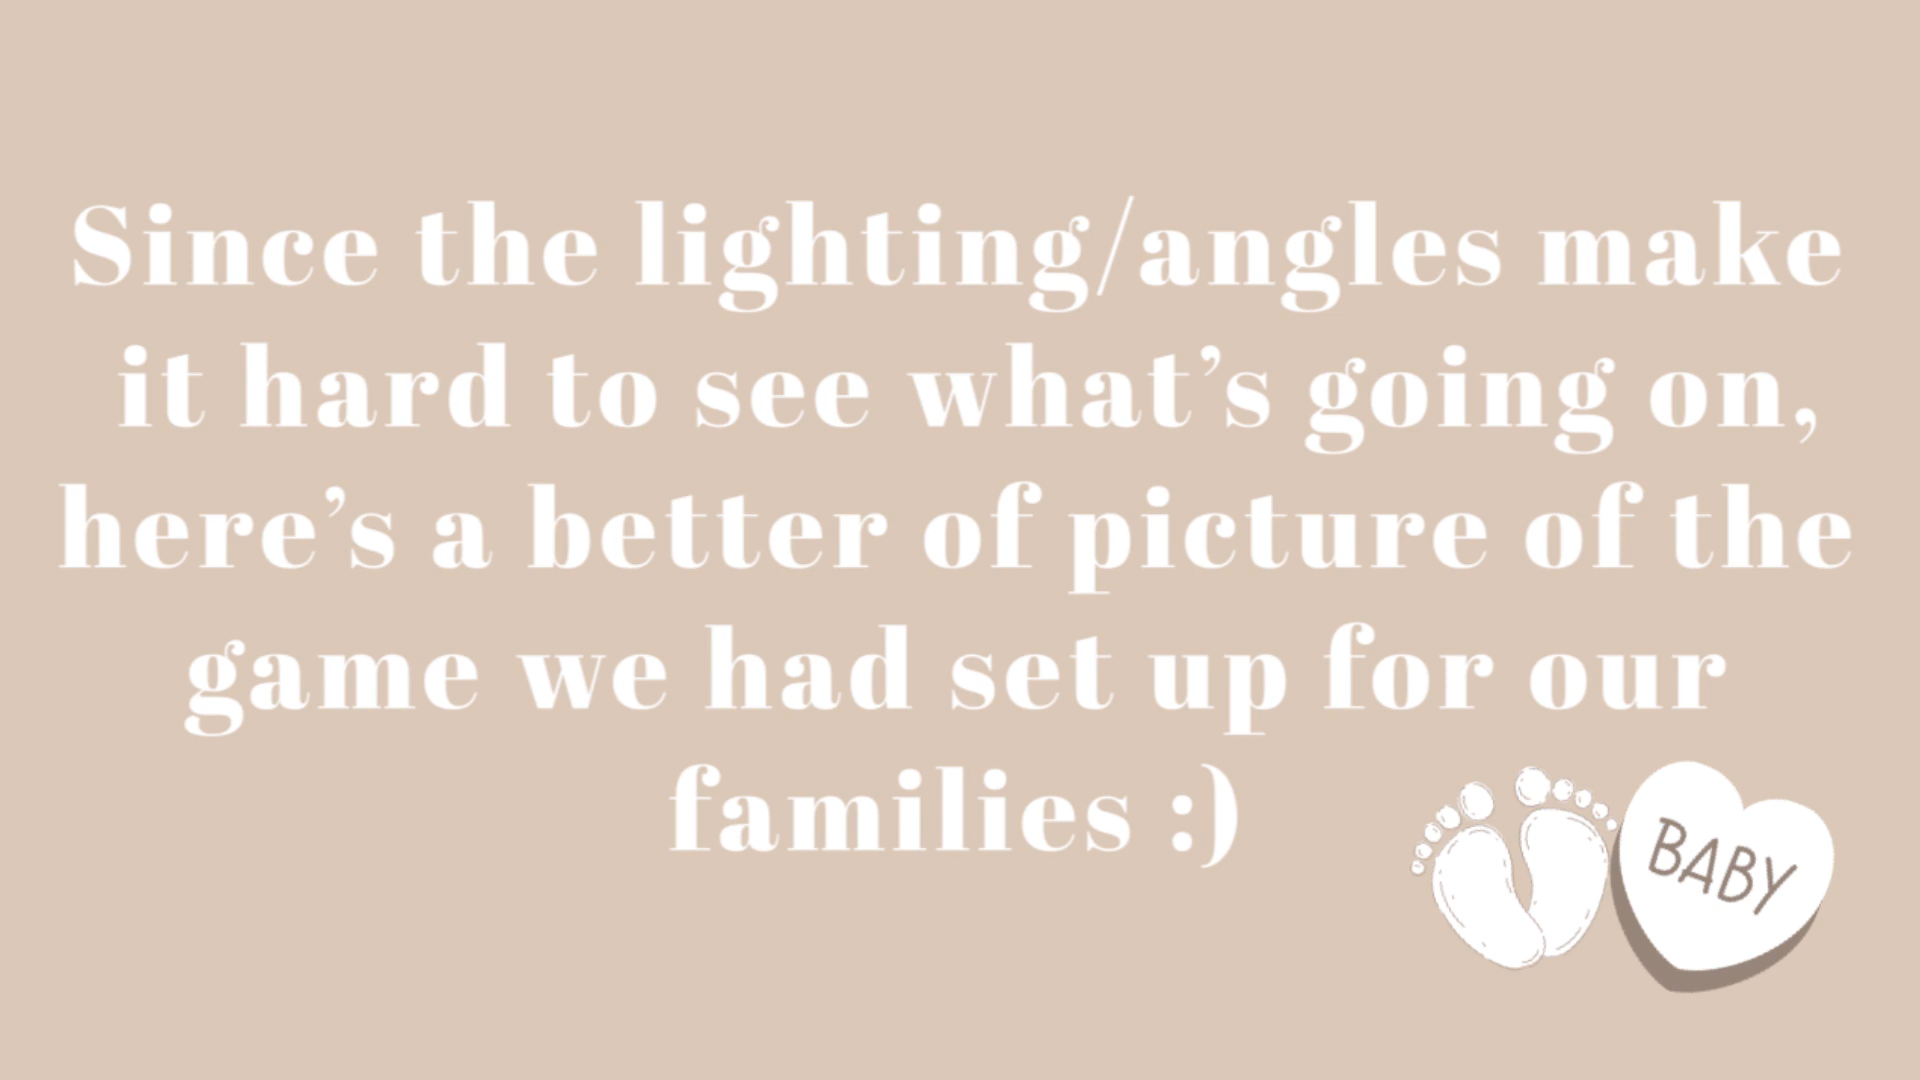 Since the lighting/angles make
it hard to see what’s going on,
here’s a better of picture of the
game we had set up for our
families :)
BABY